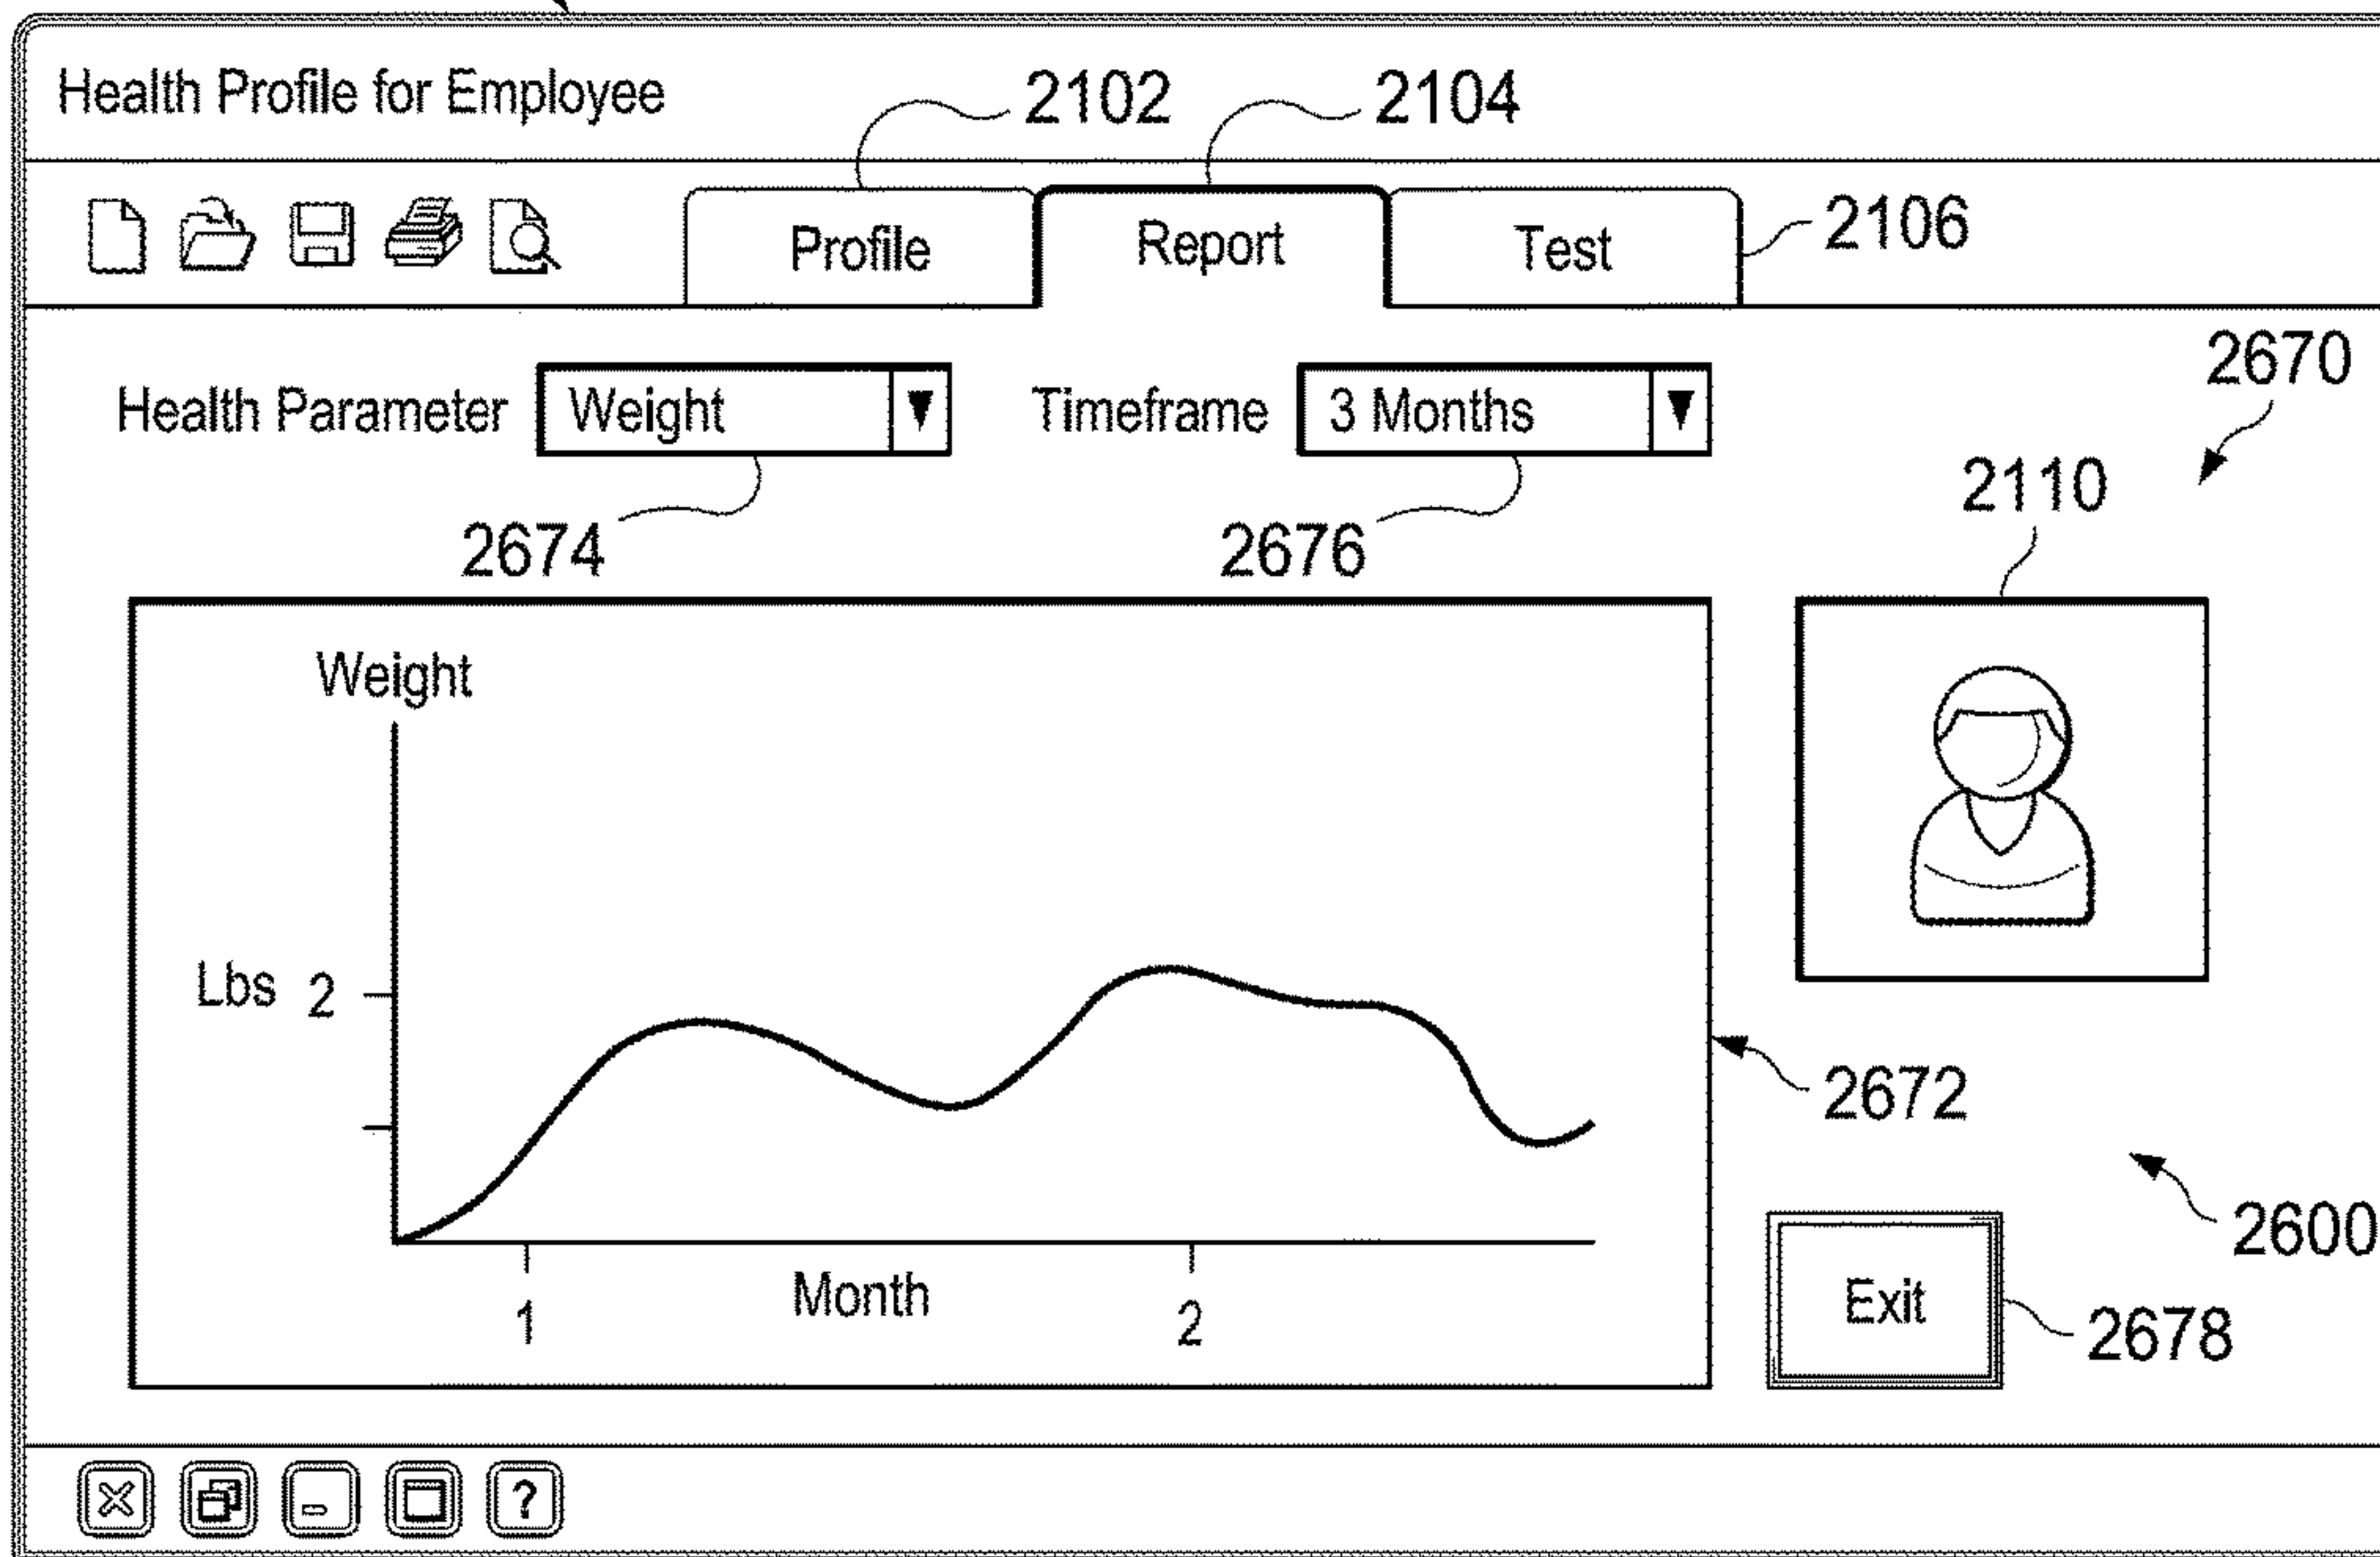 Health Profile for Employee
2102
2104
Profile
Report
Test
2106
Health Parameter
Weight
Timeframe
3 Months
2670
2674
2676
2110
Weight
Lbs
2
2672
2600
1
Month
2
Exit
2678
?